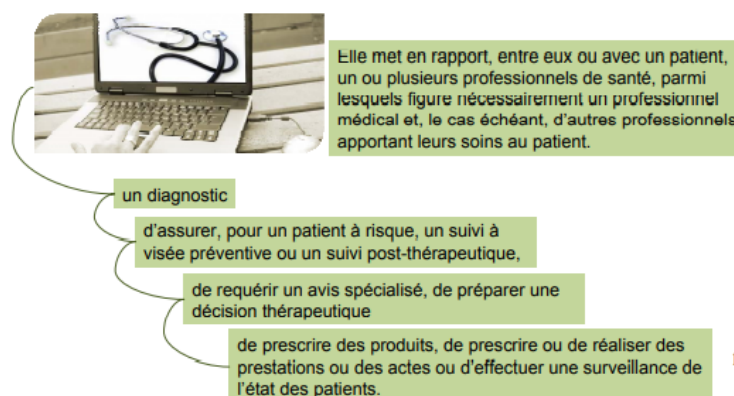 Elle met en rapport, entre eux ou avec un patient,
un ou plusieurs professionnels de santé, parmi
lesquels figure nécessairement un professionnel
médical et, le cas échéant, d'autres professionnels
apportant leurs soins au patient.
un diagnostic
d'assurer, pour un patient à risque, un suivi à
visée préventive ou un suivi post-thérapeutique,
de requérir un avis spécialisé, de préparer une
décision thérapeutique
de prescrire des produits, de prescrire ou de réaliser des
prestations ou des actes ou d'effectuer une surveillance de
l'état des patients.